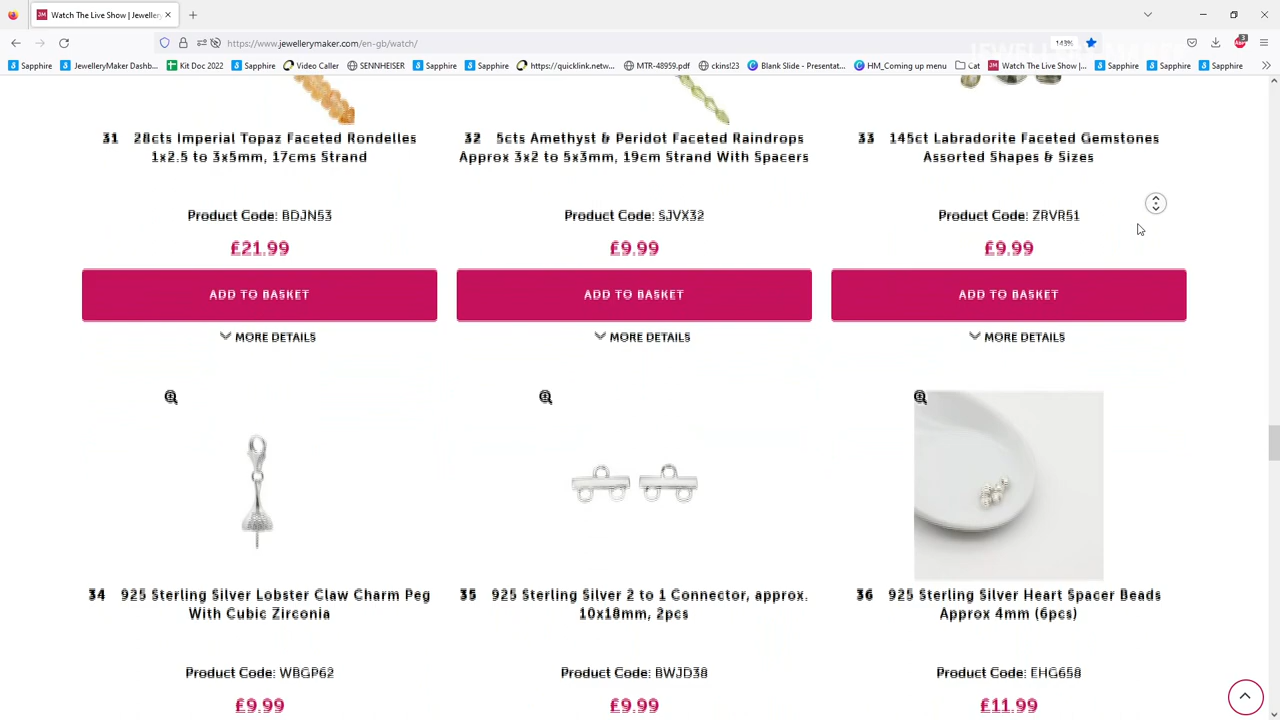 Watch The Live Show | Jeweller
https://www.jewellerymaker.com gb/watch/
143%
Sapphire
JewelleryMaker Dashb...
Kit Doc 2022
Sapphire
Video Caller
SENNHEISER
Sapphire
Sapphire
https://quicklink.netw...
MTR-48959.pdf
ckins!23
Blank Slide - Presentat...
HM_Coming up menu
Cat
Watch The Live Show...
Sapphire
Sapphire
Sapphire
31 28cts Imperial Topaz Faceted Rondelles
1x2.5 to 3x5mm, 17cms Strand
Product Code: BDJN53
£21.99
ADD TO BASKET
MORE DETAILS
32 5cts Amethyst & Peridot Faceted Raindrops
Approx 3x2 to 5x3mm, 19cm Strand With Spacers
Product Code: SJVX32
£9.99
ADD TO BASKET
MORE DETAILS
33 145ct Labradorite Faceted Gemstones
Assorted Shapes & Sizes
Product Code: ZRVR51
£9.99
ADD TO BASKET
MORE DETAILS
34 925 Sterling Silver Lobster Claw Charm Peg
With Cubic Zirconia
Product Code: WBGP62
£9.99
35 925 Sterling Silver 2 to 1 Connector, approx.
10x18mm, 2pcs
Product Code: BWJD38
£9.99
36 925 Sterling Silver Heart Spacer Beads
Approx 4mm (6pcs)
Product Code: EHG658
£11.99